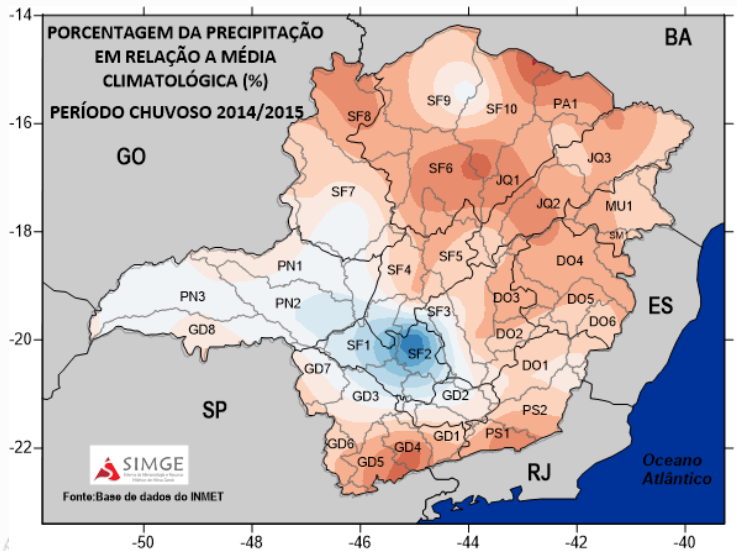 PORCENTAGEM DA PRECIPITAÇÃO
EM RELAÇÃO A MÉDIA
CLIMATOLÓGICA (%)
PERÍODO CHUVOSO 2014/2015
-14
-16
-18
-20
-22
BA
GO
ES
SP
RJ
SF9
SF10
PA1
SF8
JQ3
SF6
JQ1
SF7
JQ2
MU1
SM1
PN1
SF4
SF5
DO4
PN3
PN2
DO3
DO5
SF3
DO6
GD8
SF1
SF2
DO2
GD7
DO1
GD3
GD2
PS2
GD6
GD4
GD1
PS1
GD5
SIMGE
Fonte:Base de dados do INMET
Oceano
Atlântico
-50 -48 -46 -44 -42 -40